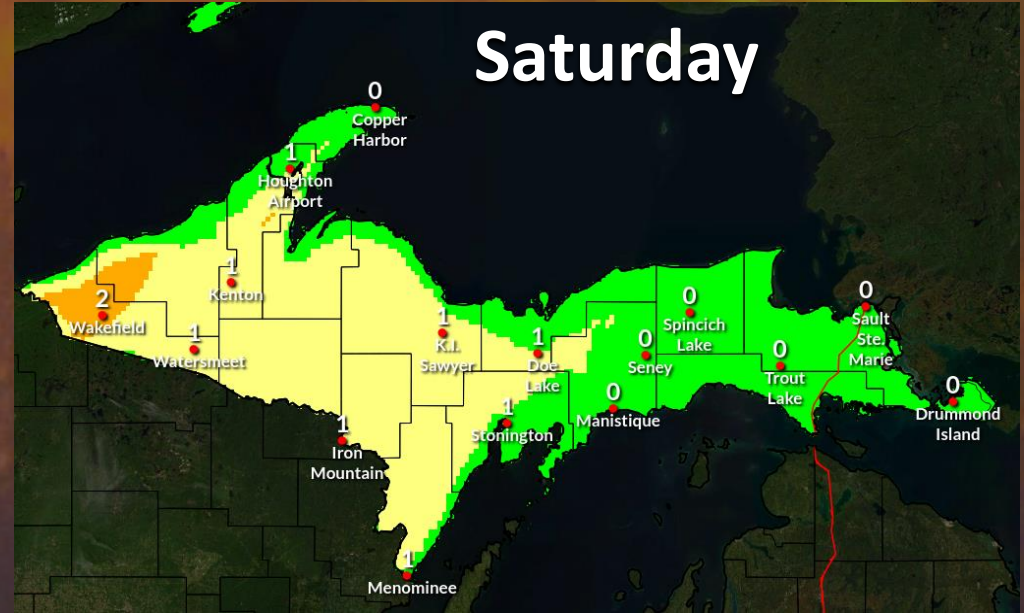 Saturday
0
Copper
Harbor
1
Houghton
Airport
1
Kenton
2
Wakefield
1
Watersmeet
1
K.I.
Sawyer
1
Doe
Lake
0
Spincich
Lake
0
Seney
0
Trout
Lake
0
Sault
Ste.
Marie
0
Drummond
Island
0
Manistique
1
Stonington
1
Iron
Mountain
1
Menominee